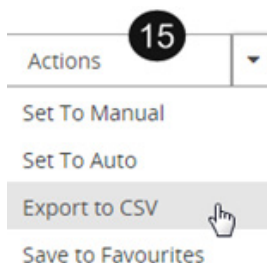 15
Actions
Set To Manual
Set To Auto
Export to CSV
Save to Favourites